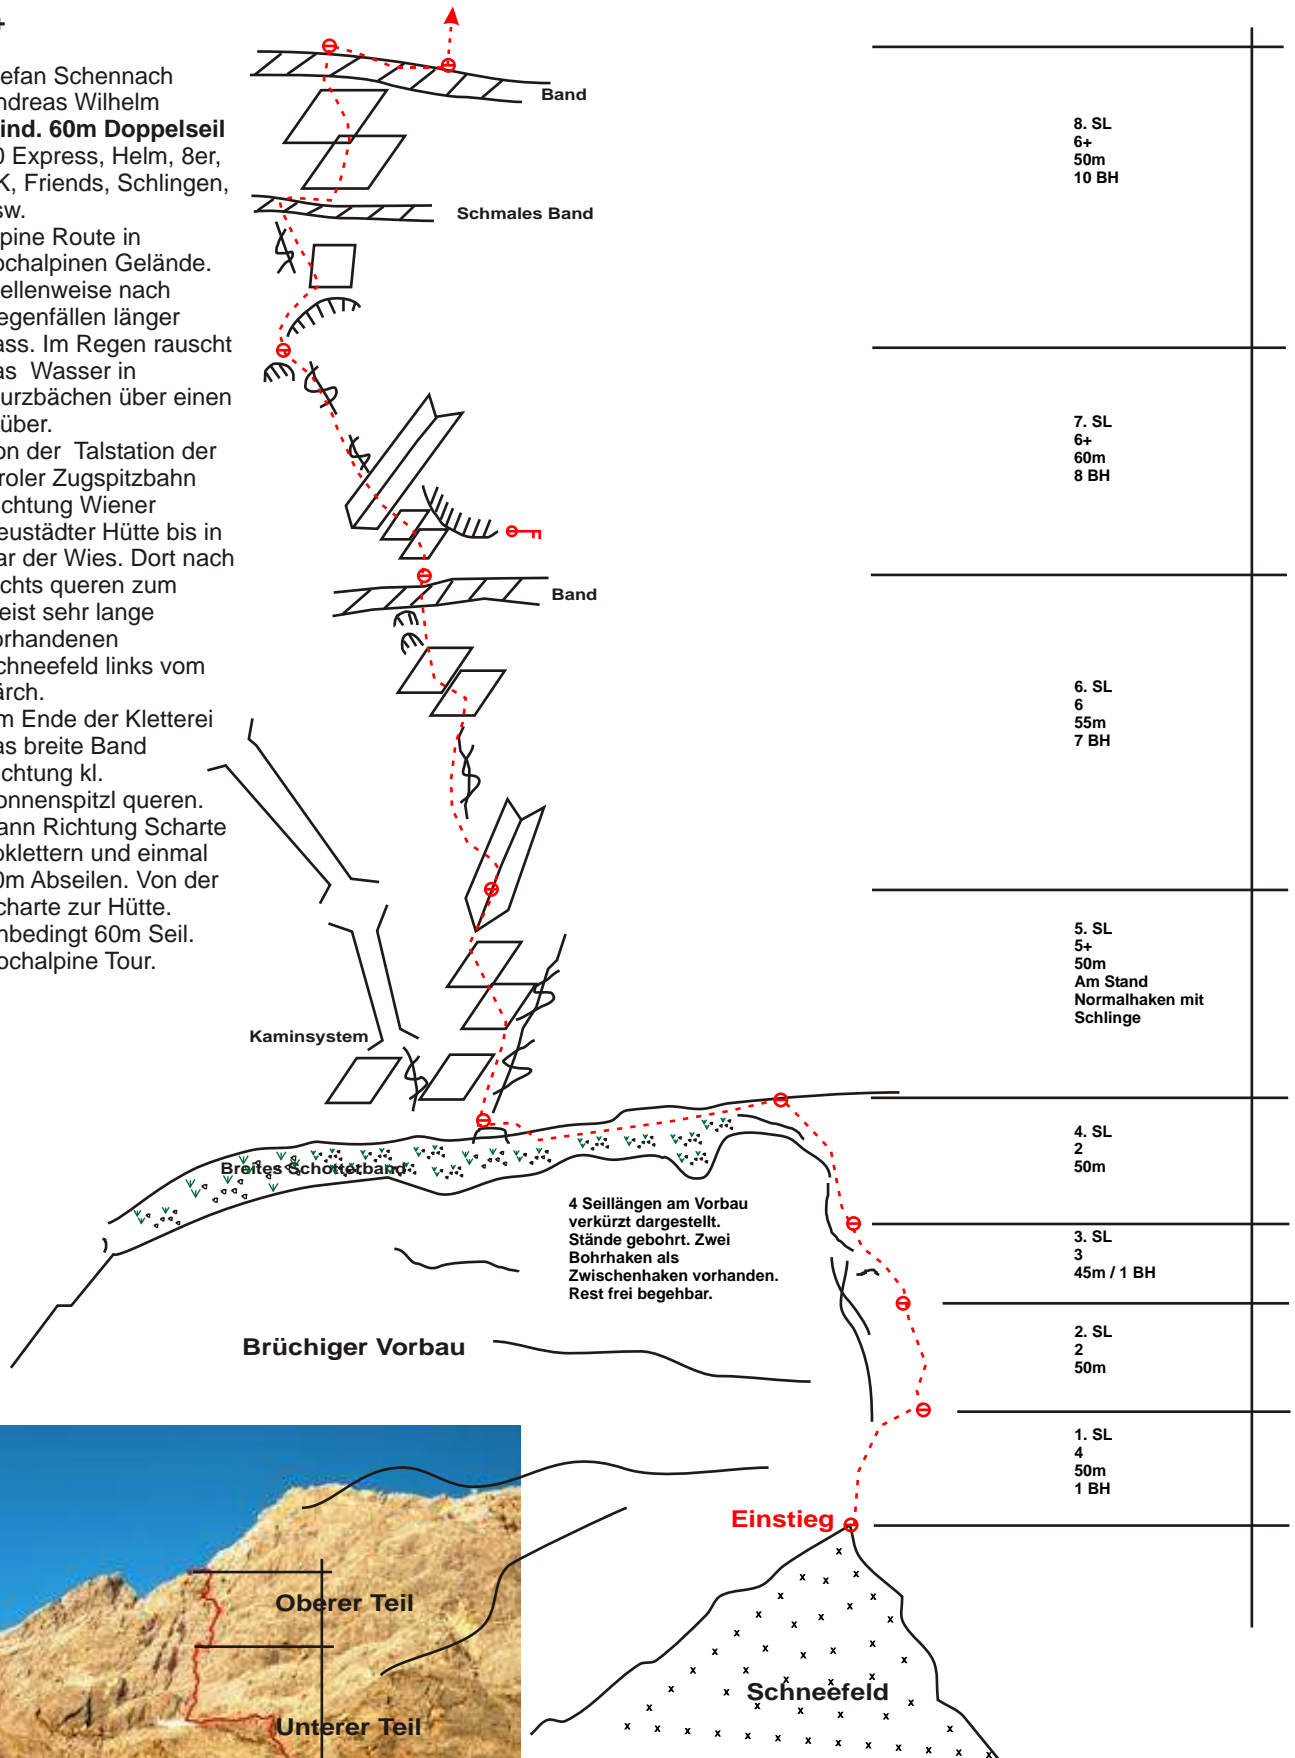 +
efan Schennach
ndreas Wilhelm
ind. 60m Doppelseil
0 Express, Helm, 8er,
K, Friends, Schlingen,
sw.
pine Route in
ochalpinen Gelände.
ellenweise nach
egenfällen länger
ass. Im Regen rauscht
as  Wasser in
urzbächen über einen
über.
on der  Talstation der
roler Zugspitzbahn
chtung Wiener
eustädter Hütte bis in
ar der Wies. Dort nach
chts queren zum
eist sehr lange
orhandenen
chneefeld links vom
ärch.
m Ende der Kletterei
as breite Band
chtung kl.
onnenspitzl queren.
ann Richtung Scharte
oklettern und einmal
0m Abseilen. Von der
charte zur Hütte.
nbedingt 60m Seil.
ochalpine Tour.
Band
Schmales Band
Band
Kaminsystem
Breites Schotterband
4 Seillängen am Vorbau
verkürzt dargestellt.
Stände gebohrt. Zwei
Bohrhaken als
Zwischenhaken vorhanden.
Rest frei begehbar.
Brüchiger Vorbau
Einstieg
Schneefeld
Oberer Teil
Unterer Teil
8. SL
6+
50m
10 BH
7. SL
6+
60m
8 BH
6. SL
6
55m
7 BH
5. SL
5+
50m
Am Stand
Normalhaken mit
Schlinge
4. SL
2
50m
3. SL
3
45m / 1 BH
2. SL
2
50m
1. SL
4
50m
1 BH